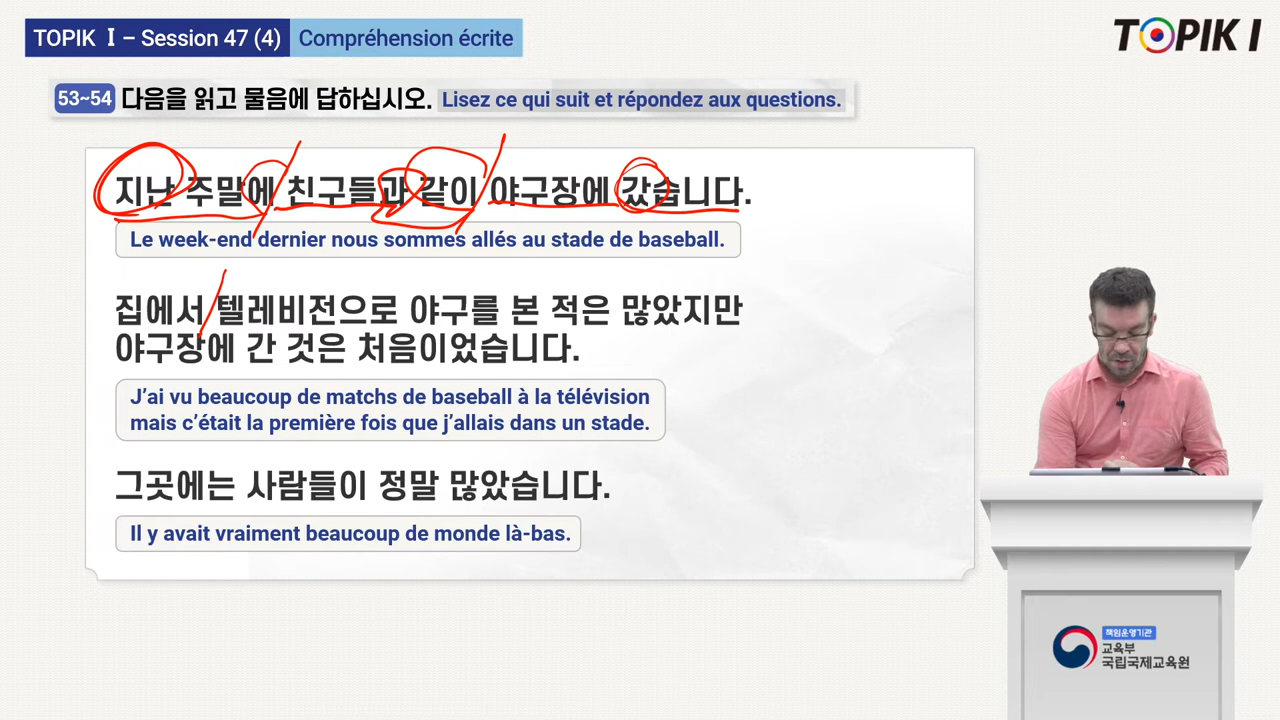 TOPIK Ⅰ – Session 47 (4) Compréhension écrite
TOPIK I
53~54 다음을 읽고 물음에 답하십시오. Lisez ce qui suit et répondez aux questions.
지난 주말에 친구들과 같이 야구장에 갔습니다.
Le week-end dernier nous sommes allés au stade de baseball.
집에서 텔레비전으로 야구를 본 적은 많았지만
야구장에 간 것은 처음이었습니다.
J’ai vu beaucoup de matchs de baseball à la télévision
mais c’était la première fois que j’allais dans un stade.
그곳에는 사람들이 정말 많았습니다.
Il y avait vraiment beaucoup de monde là-bas.
책임운영기관
교육부
국립국제교육원